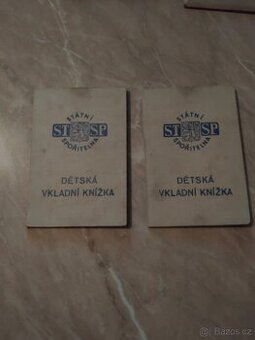 STÁTNÍ
ST SP
SPOŘITELNA
DĚTSKÁ
VKLADNÍ KNÍŽKA
STÁTNÍ
ST SP
SPOŘITELNA
DĚTSKÁ
VKLADNÍ KNÍŽKA
© Bazos.cz